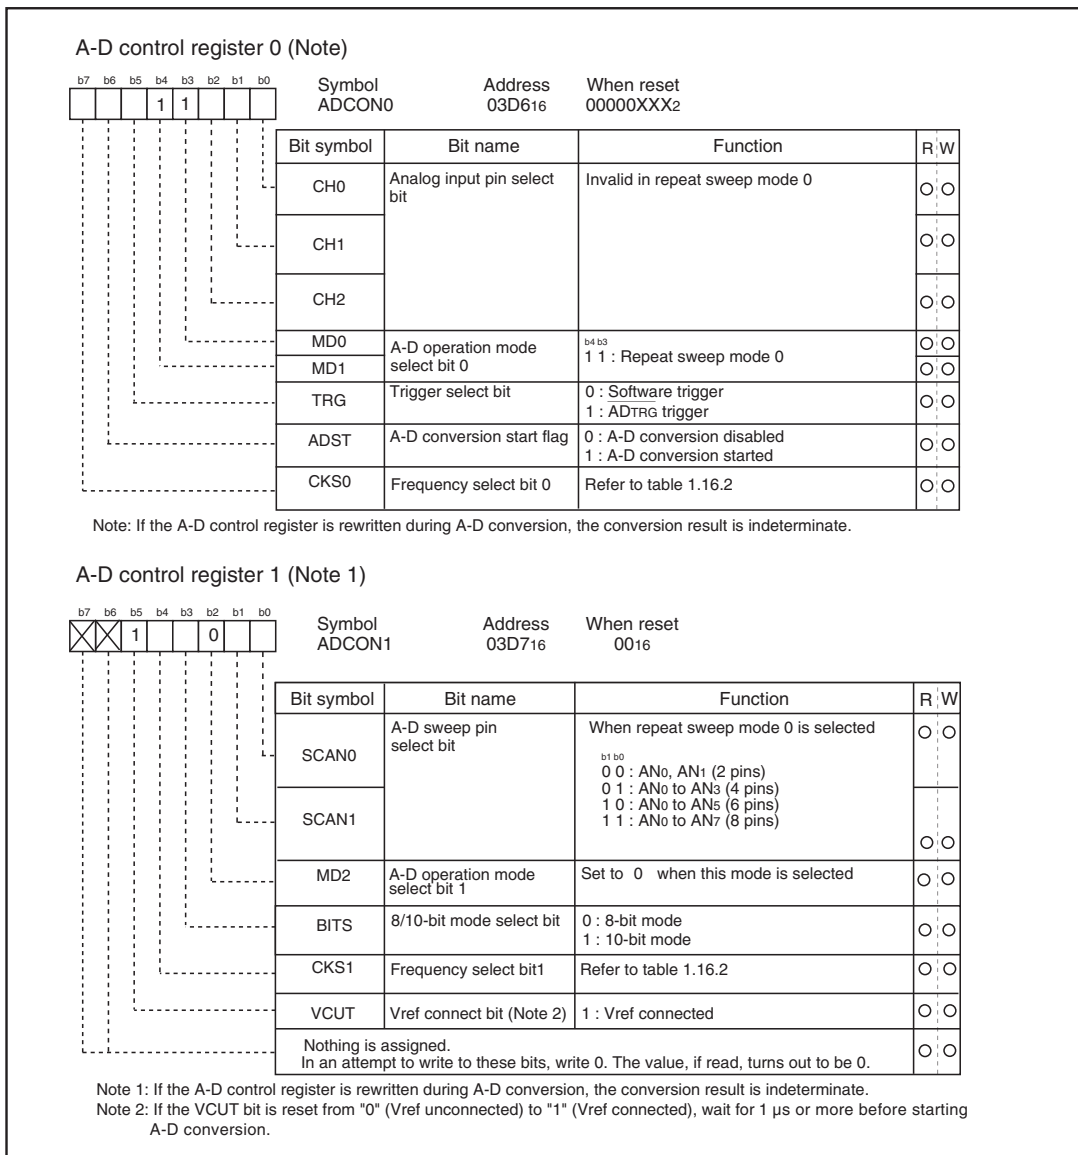 A-D control register 0 (Note)
b7 b6 b5 b4 b3 b2 b1 b0
1 1
Symbol Address When reset
ADCON0 03D616 00000XXX2
Bit symbol Bit name Function R W
CH0 Analog input pin select bit Invalid in repeat sweep mode 0 O O
CH1 O O
CH2 O O
MD0 A-D operation mode select bit 0 b4 b3 O O
MD1 1 1 : Repeat sweep mode 0 O O
TRG Trigger select bit 0 : Software trigger O O
1 : ADTRG trigger
ADST A-D conversion start flag 0 : A-D conversion disabled O O
1 : A-D conversion started
CKS0 Frequency select bit 0 Refer to table 1.16.2 O O
Note: If the A-D control register is rewritten during A-D conversion, the conversion result is indeterminate.
A-D control register 1 (Note 1)
b7 b6 b5 b4 b3 b2 b1 b0
1 0
Symbol Address When reset
ADCON1 03D716 0016
Bit symbol Bit name Function R W
SCAN0 A-D sweep pin select bit When repeat sweep mode 0 is selected O O
b1 b0
0 0 : AN0, AN1 (2 pins)
0 1 : AN0 to AN3 (4 pins)
1 0 : AN0 to AN5 (6 pins)
1 1 : AN0 to AN7 (8 pins)
SCAN1 O O
MD2 A-D operation mode select bit 1 Set to 0 when this mode is selected O O
BITS 8/10-bit mode select bit 0 : 8-bit mode O O
1 : 10-bit mode
CKS1 Frequency select bit1 Refer to table 1.16.2 O O
VCUT Vref connect bit (Note 2) 1 : Vref connected O O
Nothing is assigned. O O
In an attempt to write to these bits, write 0. The value, if read, turns out to be 0.
Note 1: If the A-D control register is rewritten during A-D conversion, the conversion result is indeterminate.
Note 2: If the VCUT bit is reset from "0" (Vref unconnected) to "1" (Vref connected), wait for 1 µs or more before starting
A-D conversion.